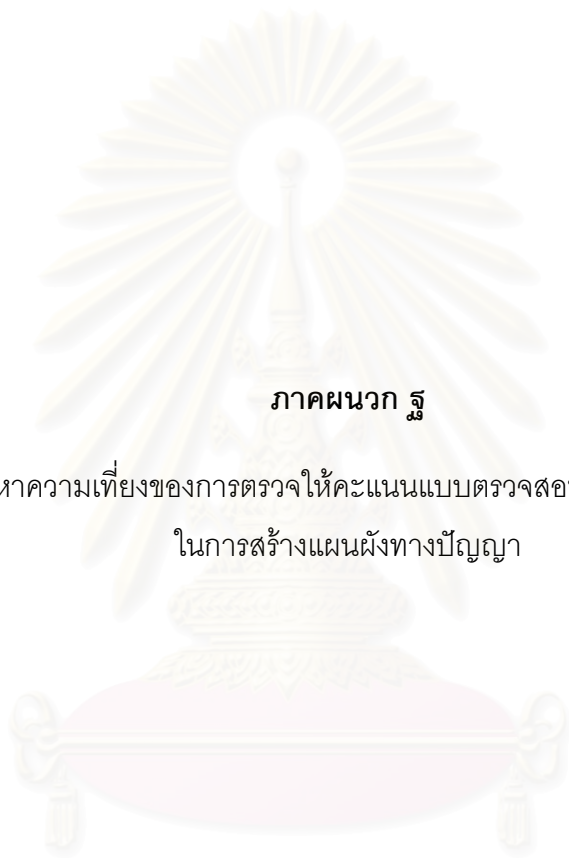 ภาคผนวก ฐ
หาความเที่ยงของการตรวจให้คะแนนแบบตรวจสอ
ในการสร้างแผนผังทางปัญญา